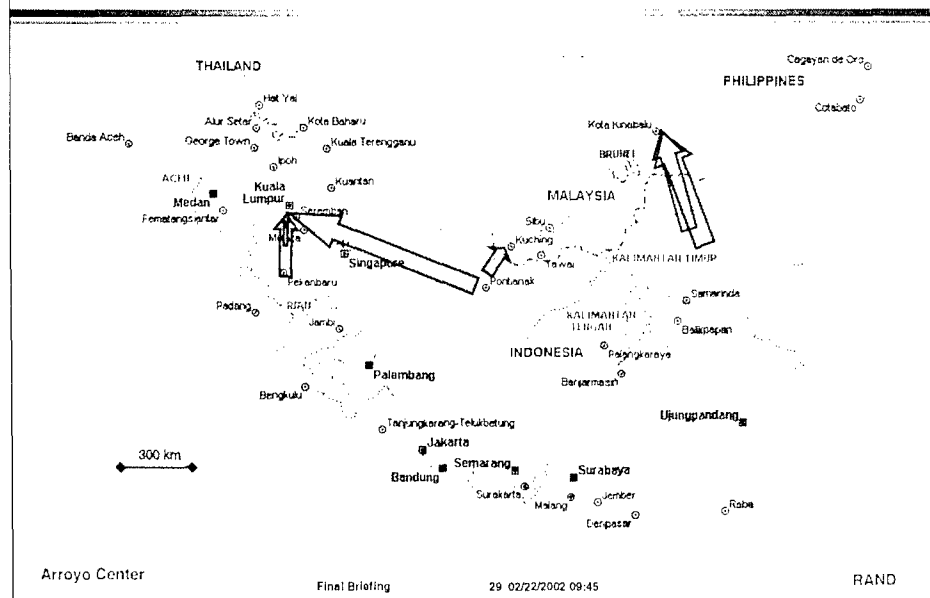 Cagayan de Oro
THAILAND
PHILIPPINES
Hat Yai
Cotabato
Alur Setar
Kota Baharu
Kota Kinabalu
Banda Aceh
George Town
Kuala Terengganu
BRUNEI
Ipoh
ACHE
Kuantan
Kuala
Lumpur
MALAYSIA
Medan
Seremban
Pematangsiantar
Sibu
Melaka
Kuching
Singapore
Tawai
KALIMANTAN TIMUR
Pekanbaru
Pontianak
Samarinda
Padang
RIAU
KALIMANTAN
TENGAH
Jambi
Balikpapan
INDONESIA
Palangkaraya
Palembang
Banjarmasin
Bengkulu
Ujungpandang
Tanjungkarang-Telukbetung
Jakarta
300 km
Semarang
Surabaya
Bandung
Surakarta
Malang
Jember
Raba
Denpasar
Arroyo Center
Final Briefing
29 02/22/2002 09:45
RAND